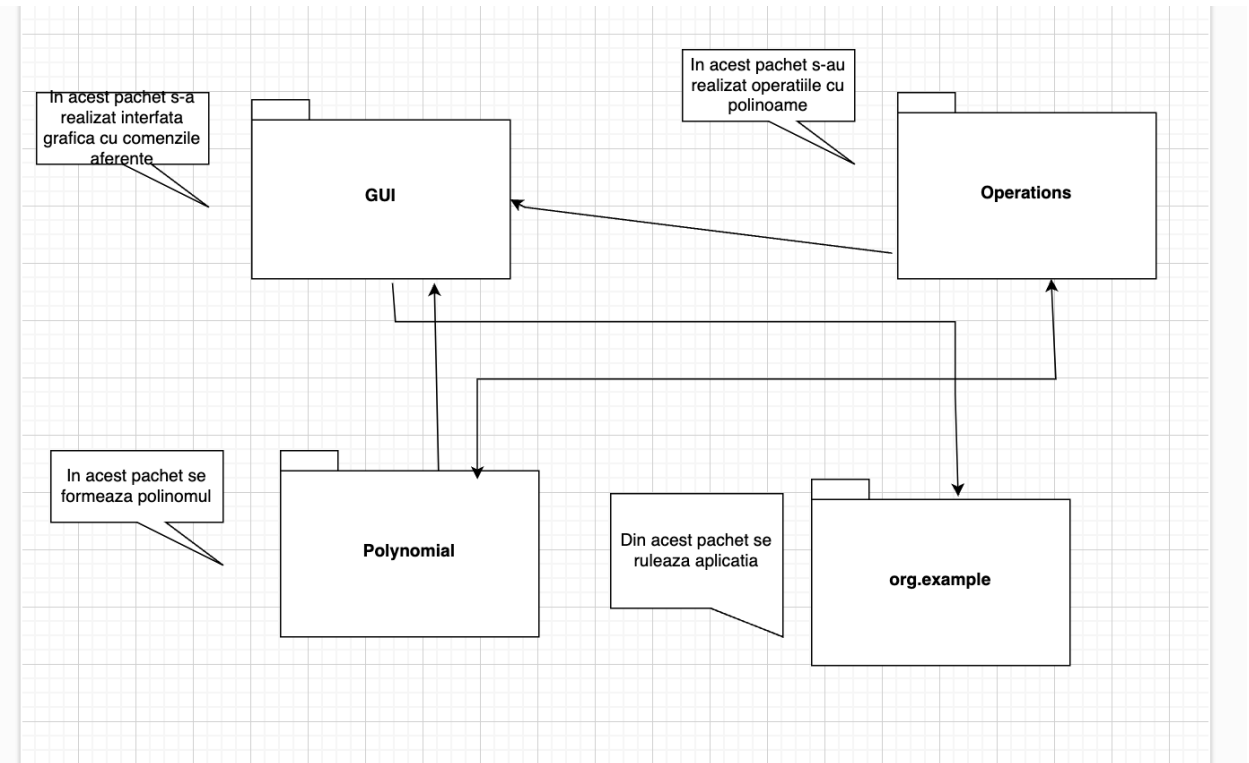 In acest pachet s-au
realizat operatiile cu
polinoame
In acest pachet s-a
realizat interfata
grafica cu comenzile
aferente
GUI
Operations
In acest pachet se
formeaza polinomul
Polynomial
Din acest pachet se
ruleaza aplicatia
org.example